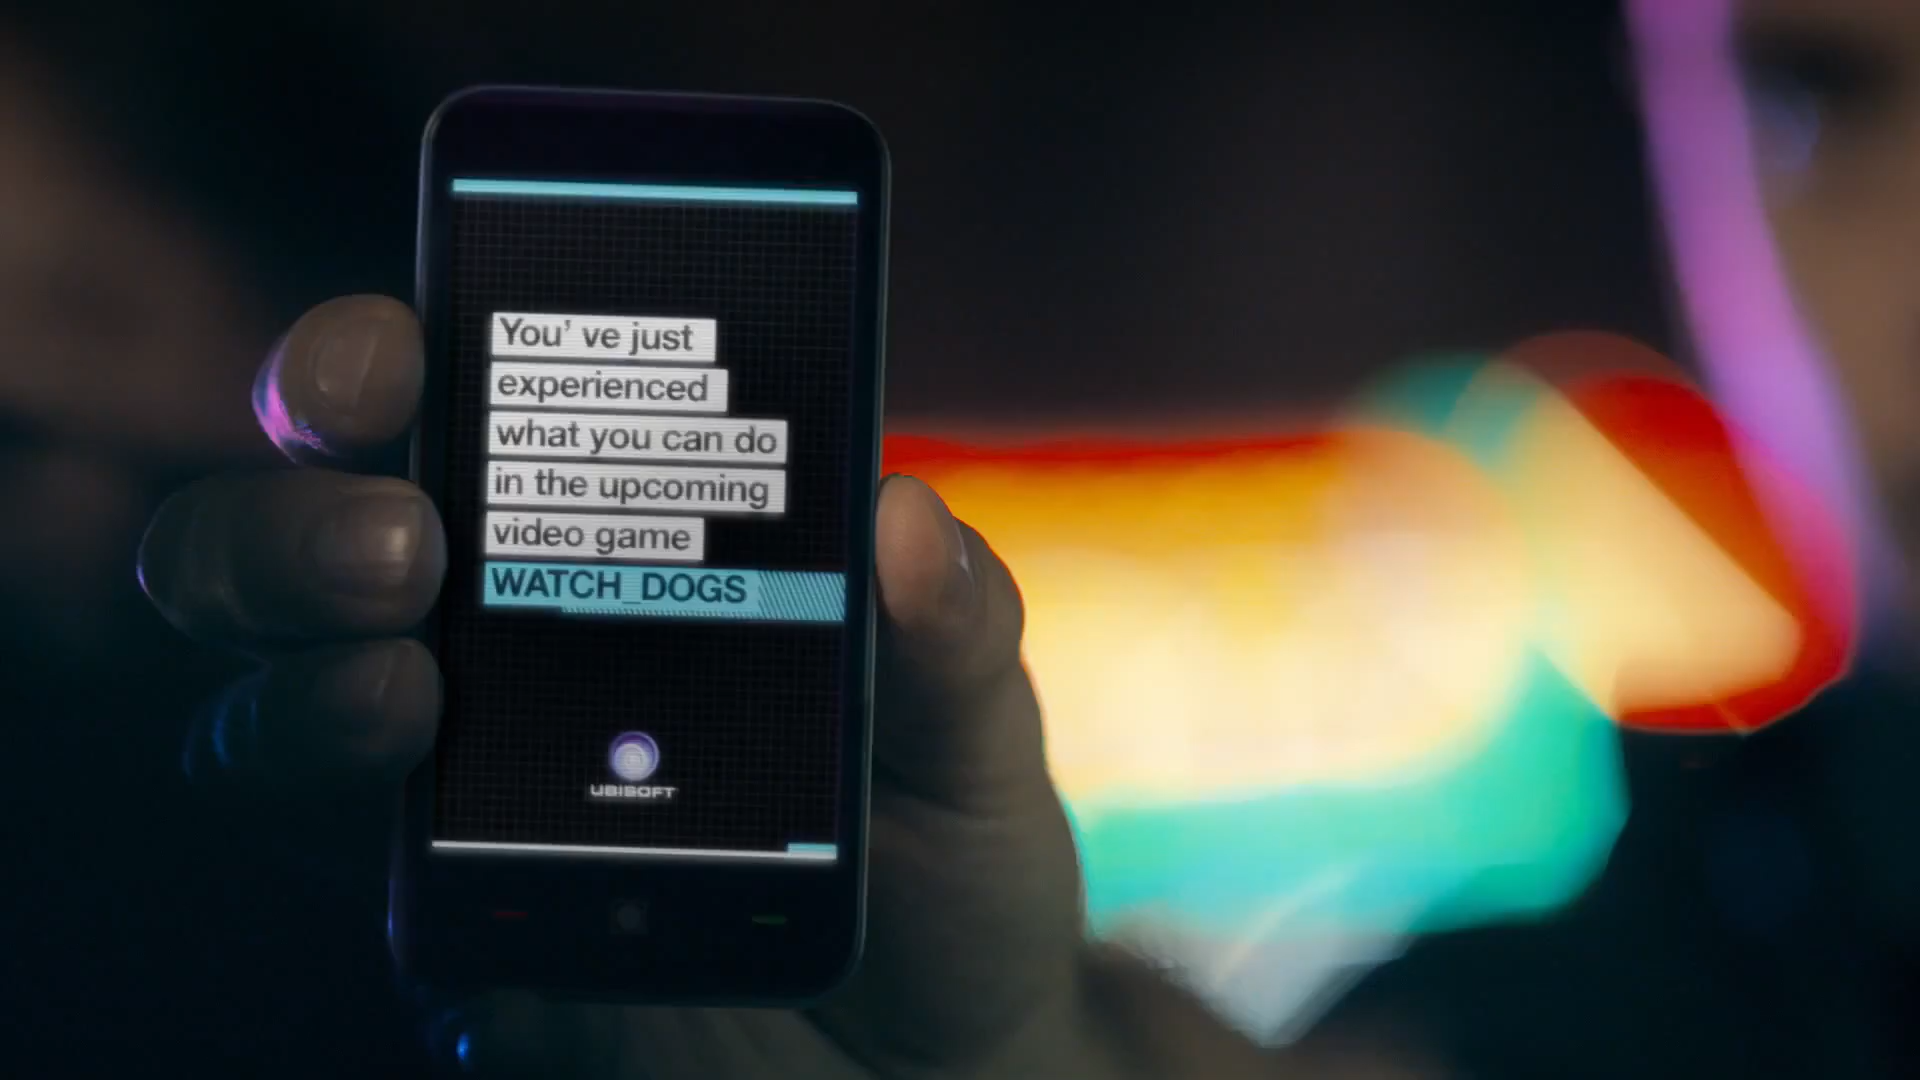 You' ve just
experienced
what you can do
in the upcoming
video game
WATCH_DOGS
UBISOFT